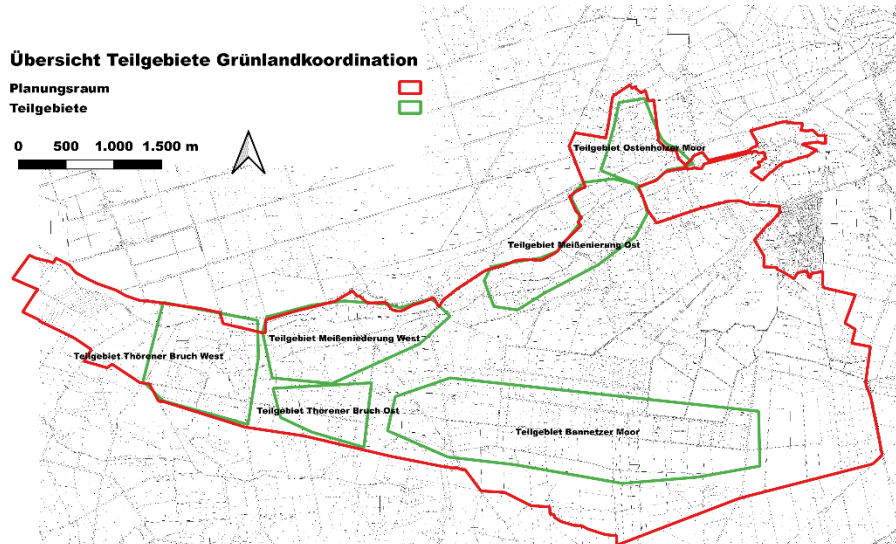 Übersicht Teilgebiete Grünlandkoordination
Planungsraum
Teilgebiete
0 500 1.000 1.500 m
Teilgebiet Ostenholzer Moor
Teilgebiet Meißenierung Ost
Teilgebiet Meißeniederung West
Teilgebiet Thörener Bruch West
Teilgebiet Thörener Bruch Ost
Teilgebiet Bannetzer Moor